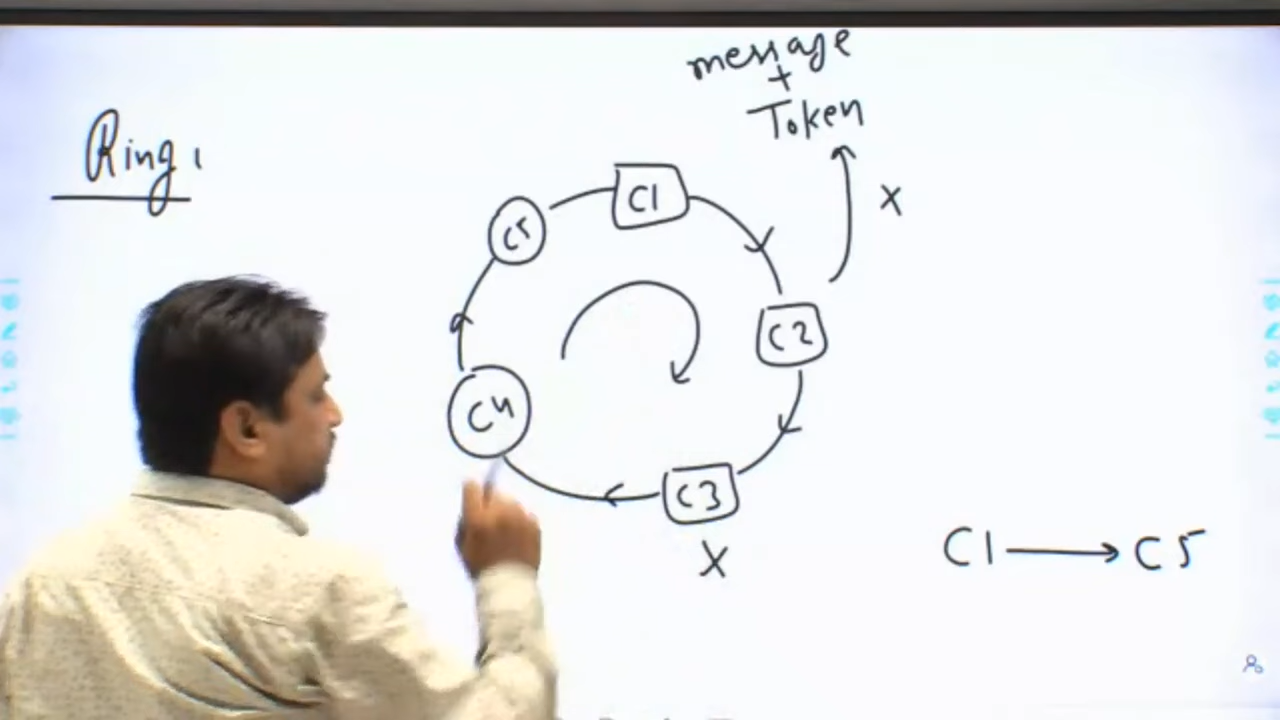 message
+
Token
Ring
X
C1
C5
C2
C4
C3
X
C1 → C5